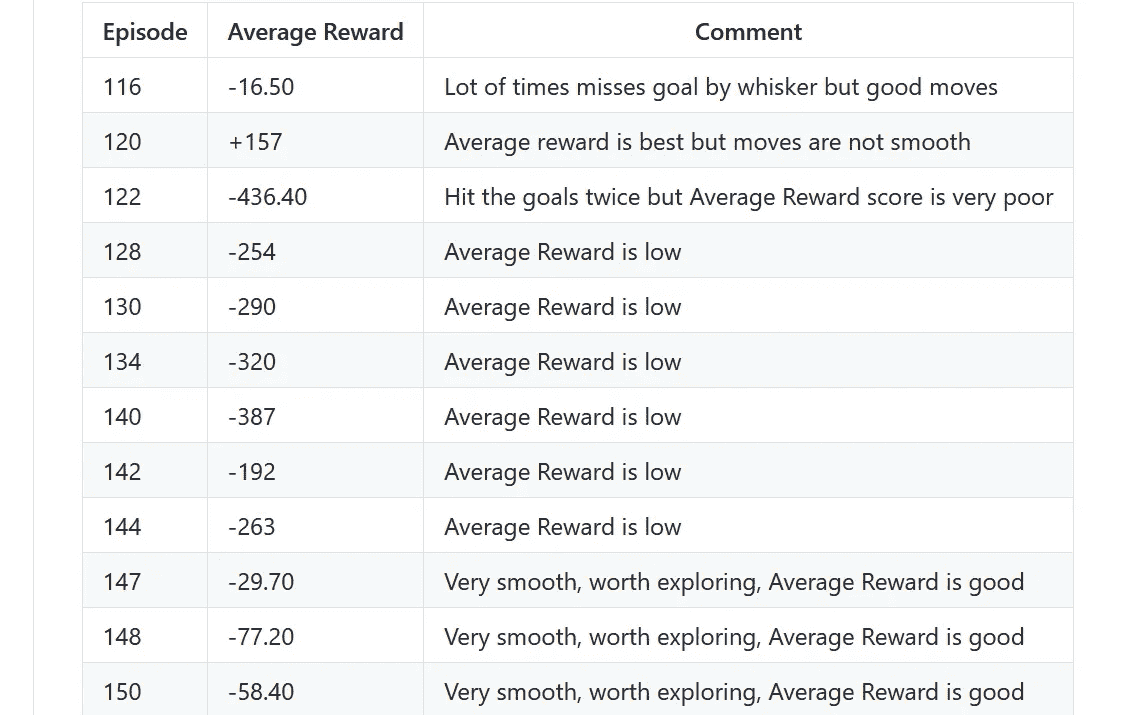 Episode Average Reward Comment
116 -16.50 Lot of times misses goal by whisker but good moves
120 +157 Average reward is best but moves are not smooth
122 -436.40 Hit the goals twice but Average Reward score is very poor
128 -254 Average Reward is low
130 -290 Average Reward is low
134 -320 Average Reward is low
140 -387 Average Reward is low
142 -192 Average Reward is low
144 -263 Average Reward is low
147 -29.70 Very smooth, worth exploring, Average Reward is good
148 -77.20 Very smooth, worth exploring, Average Reward is good
150 -58.40 Very smooth, worth exploring, Average Reward is good